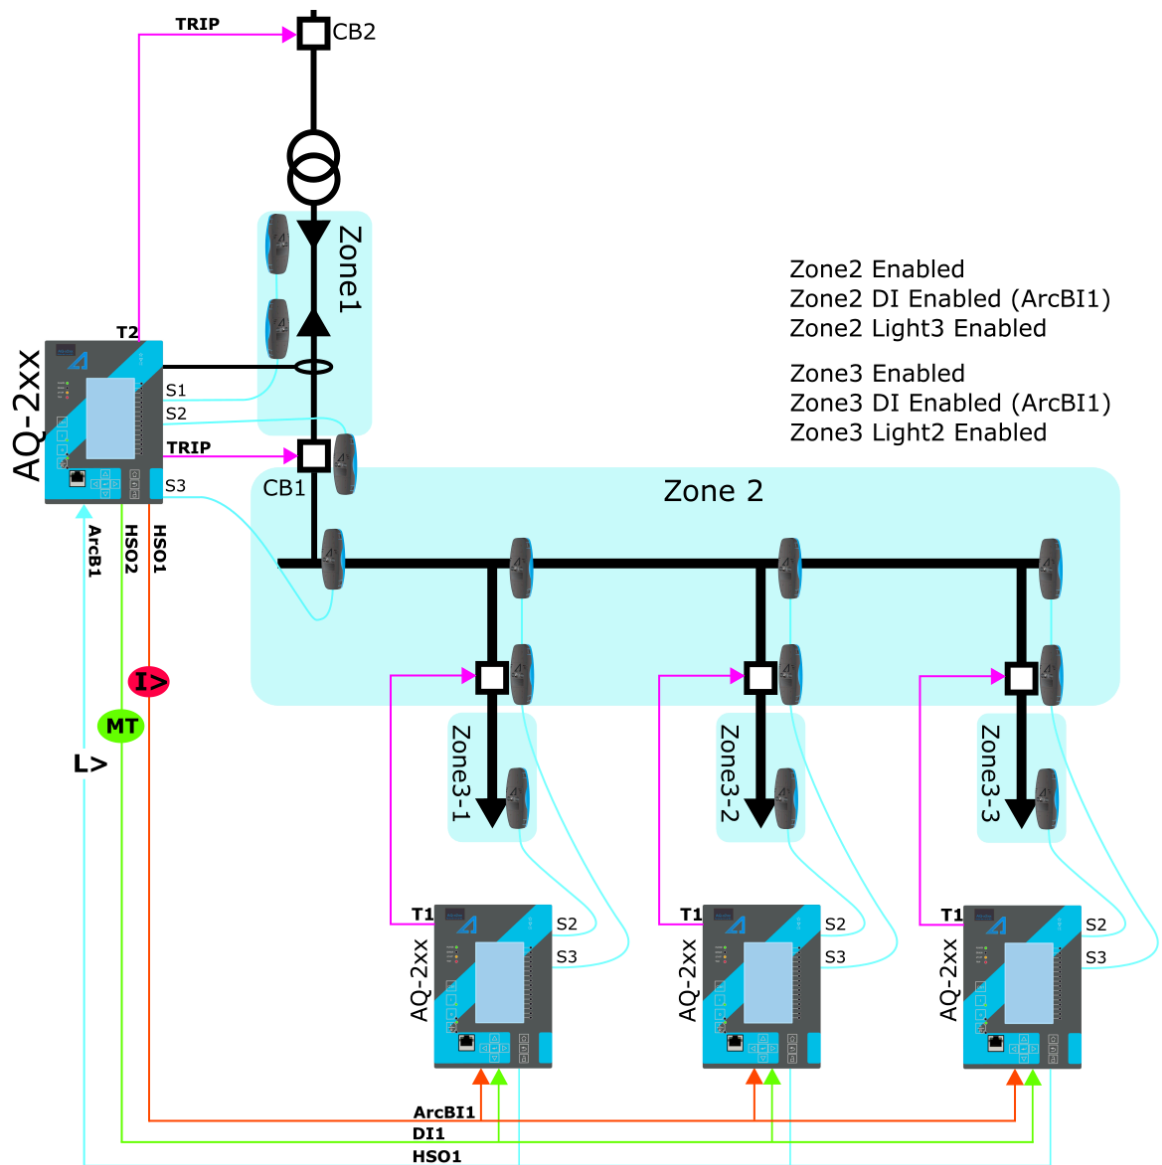 TRIP
CB2
Zone1
Zone2 Enabled
Zone2 DI Enabled (ArcBI1)
Zone2 Light3 Enabled
Zone3 Enabled
Zone3 DI Enabled (ArcBI1)
Zone3 Light2 Enabled
T2
AQ-2xx
S1
S2
TRIP
S3
CB1
Zone 2
ArcB1
HSO2
HSO1
I>
MT
L>
Zone3-1
Zone3-2
Zone3-3
T1
S2
S3
AQ-2xx
T1
S2
S3
AQ-2xx
T1
S2
S3
AQ-2xx
ArcBI1
DI1
HSO1